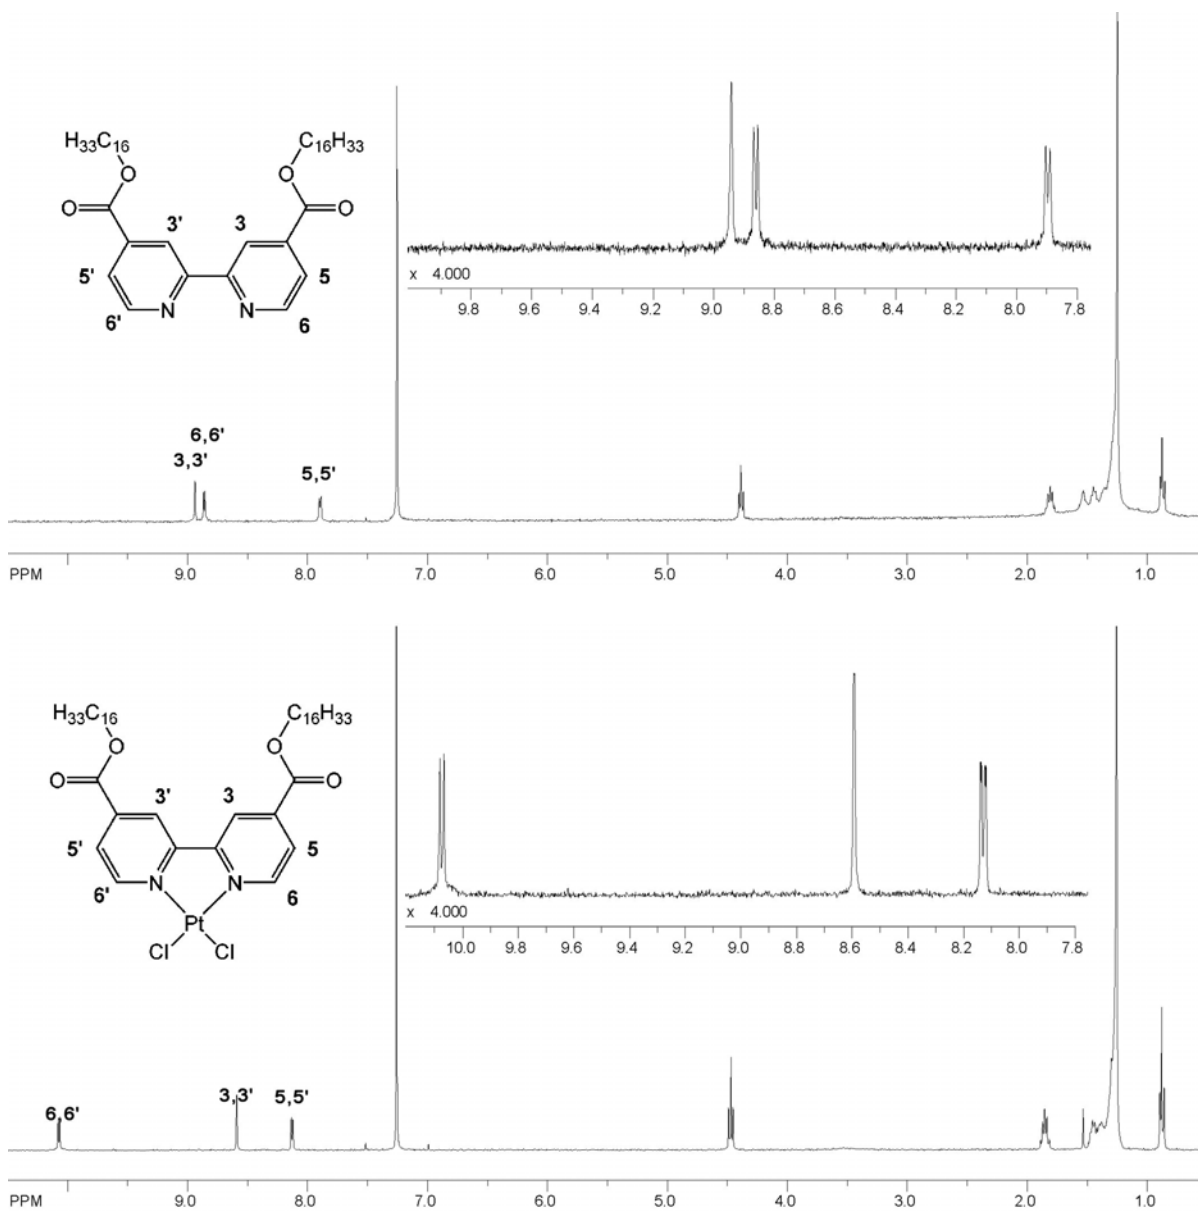 H33C16
C16H33
O
O
O
O
3'
3
5'
5
6'
N
N
6
x 4.000
9.8 9.6 9.4 9.2 9.0 8.8 8.6 8.4 8.2 8.0 7.8
6,6'
3,3'
5,5'
PPM 9.0 8.0 7.0 6.0 5.0 4.0 3.0 2.0 1.0
H33C16
C16H33
O
O
O
O
3'
3
5'
5
6'
N
N
6
Pt
Cl
Cl
x 4.000
10.0 9.8 9.6 9.4 9.2 9.0 8.8 8.6 8.4 8.2 8.0 7.8
6,6'
3,3'
5,5'
PPM 9.0 8.0 7.0 6.0 5.0 4.0 3.0 2.0 1.0